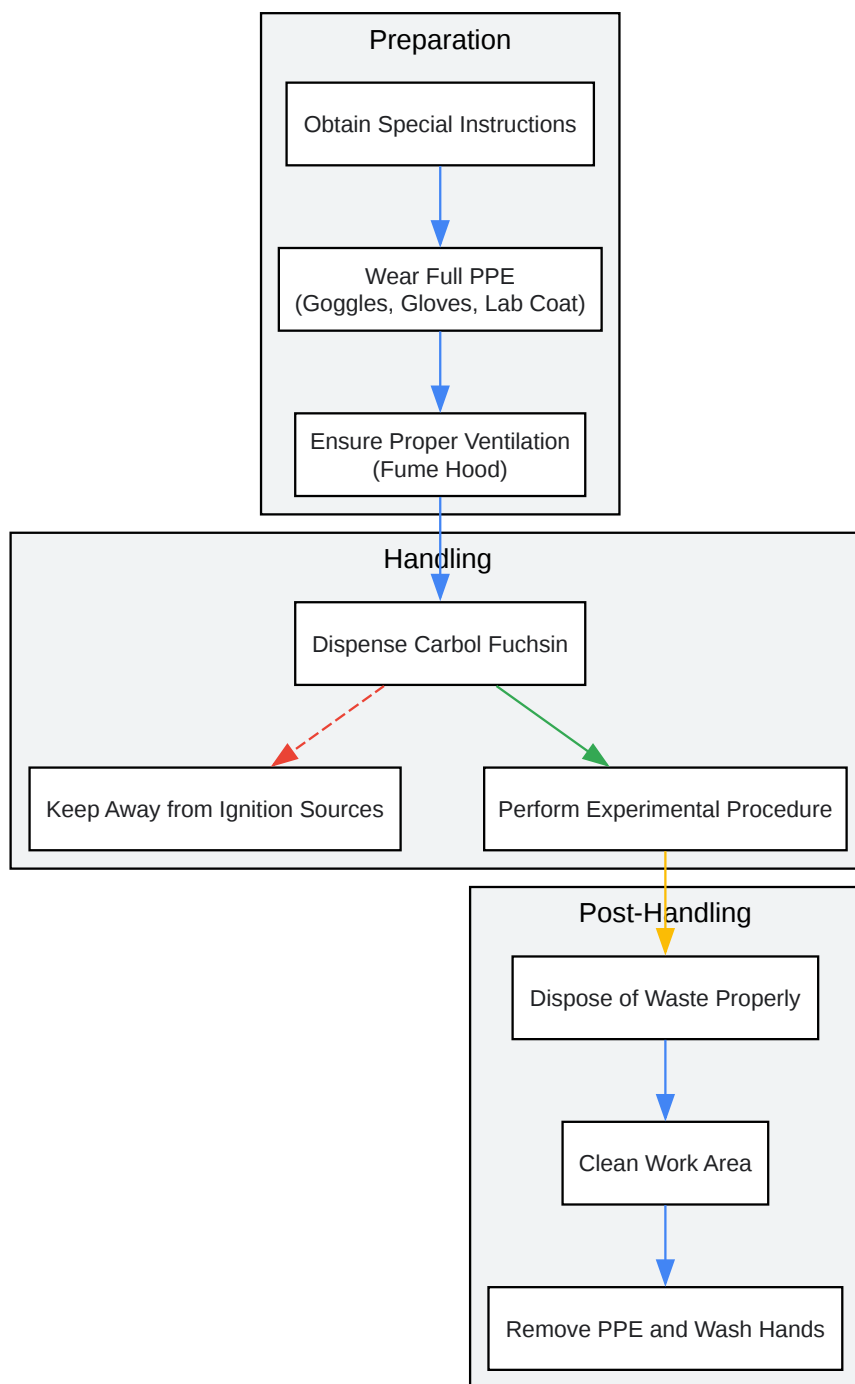 Preparation
Obtain Special Instructions
Wear Full PPE
(Goggles, Gloves, Lab Coat)
Ensure Proper Ventilation
(Fume Hood)
Handling
Dispense Carbol Fuchsin
Keep Away from Ignition Sources
Perform Experimental Procedure
Post-Handling
Dispose of Waste Properly
Clean Work Area
Remove PPE and Wash Hands